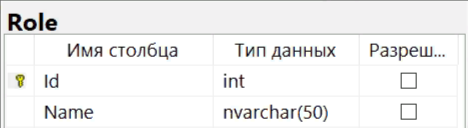 Role
Имя столбца Тип данных Разреш...
Id int
Name nvarchar(50)